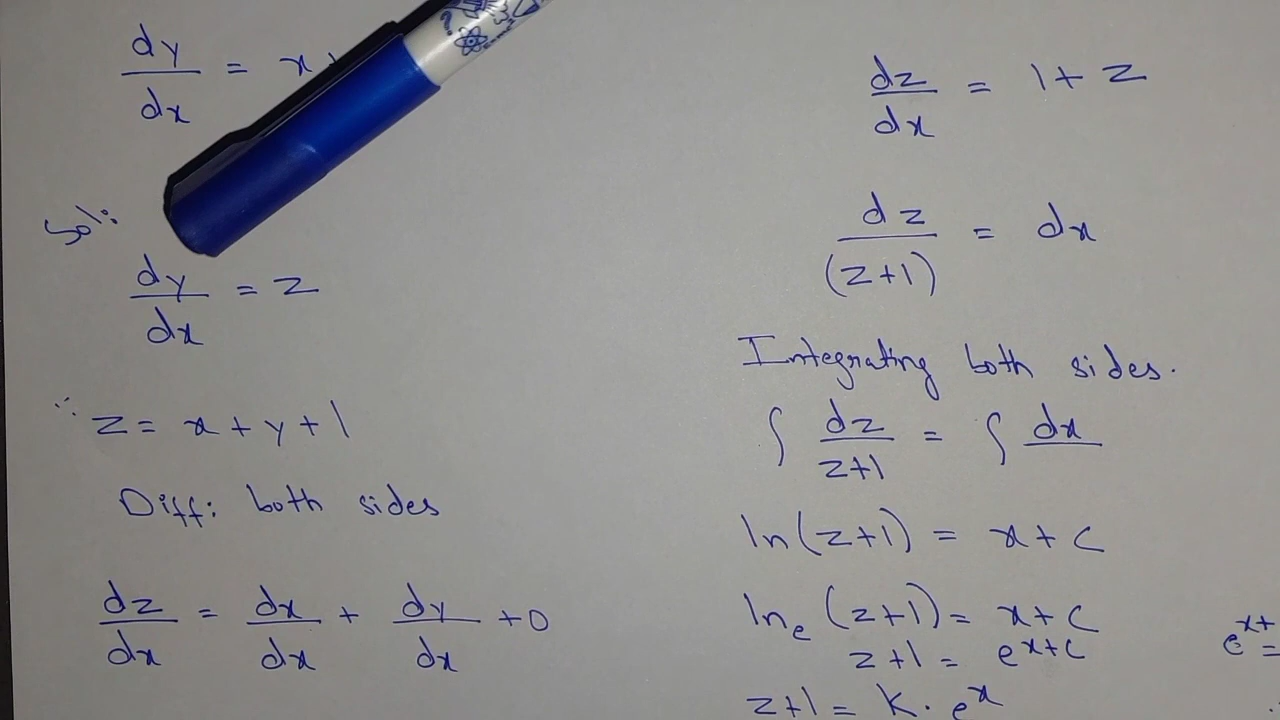 dy/dx = x
Sol:
dy/dx = z
∵ z = x + y + 1
Diff: both sides
dz/dx = dx/dx + dy/dx + 0
dz/dx = 1 + z
dz/(z+1) = dx
Integrating both sides.
∫ dz/z+1 = ∫ dx
ln(z+1) = x + c
lnₑ (z+1) = x + c
z+1 = e^x+c
z+1 = k. e^x
e^x+ =